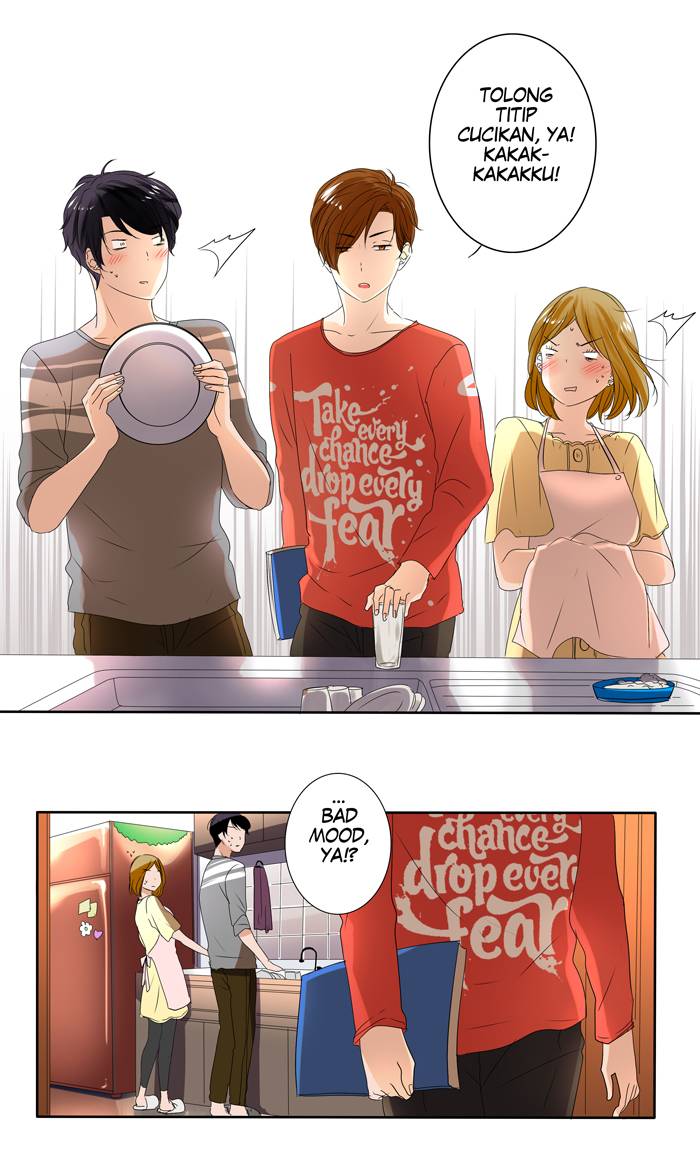 TOLONG
TITIP
CUCIKAN, YA!
KAKAK-
KAKAKKU!
Take
every
chance
drop every
fear
...
BAD
MOOD,
YA!?
every
chance
drop every
fear